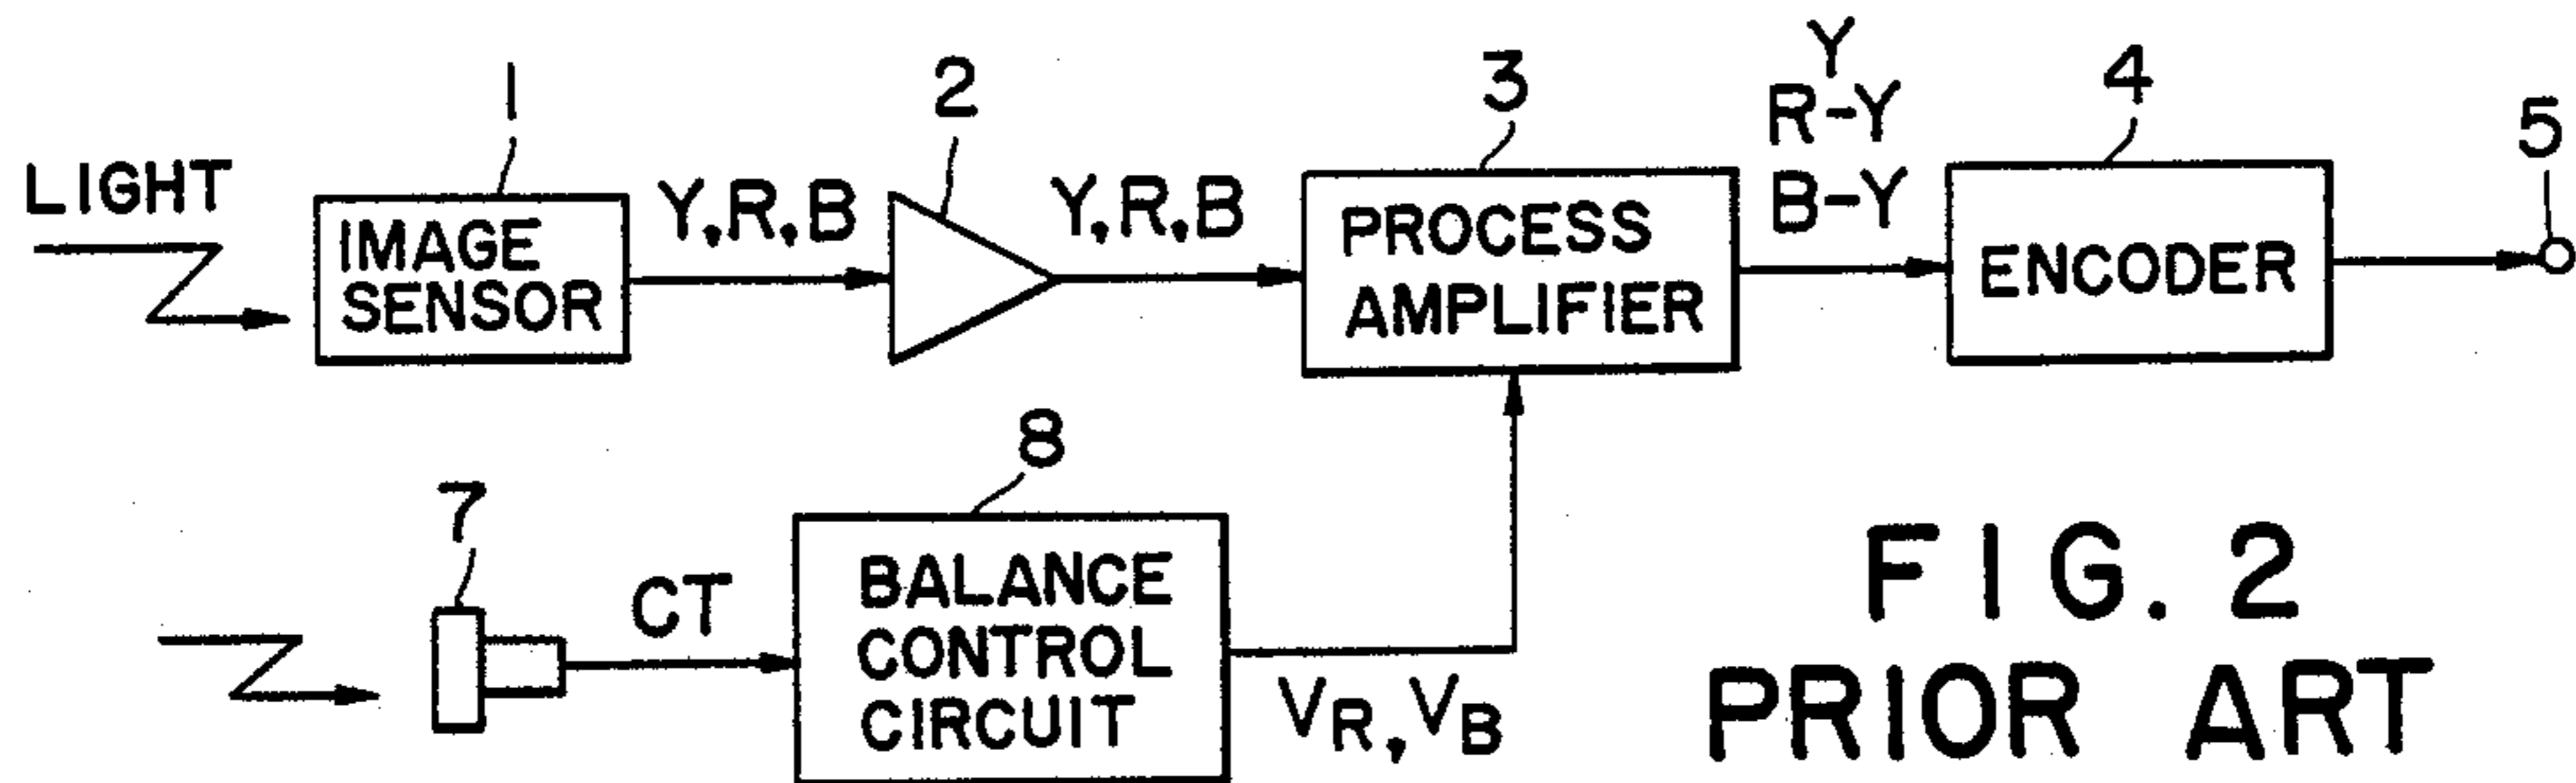 1
2
3
Y
R-Y
B-Y
4
5
LIGHT
IMAGE
SENSOR
Y,R,B
Y,R,B
PROCESS
AMPLIFIER
ENCODER
7
CT
8
BALANCE
CONTROL
CIRCUIT
VR,VB
FIG. 2
PRIOR ART